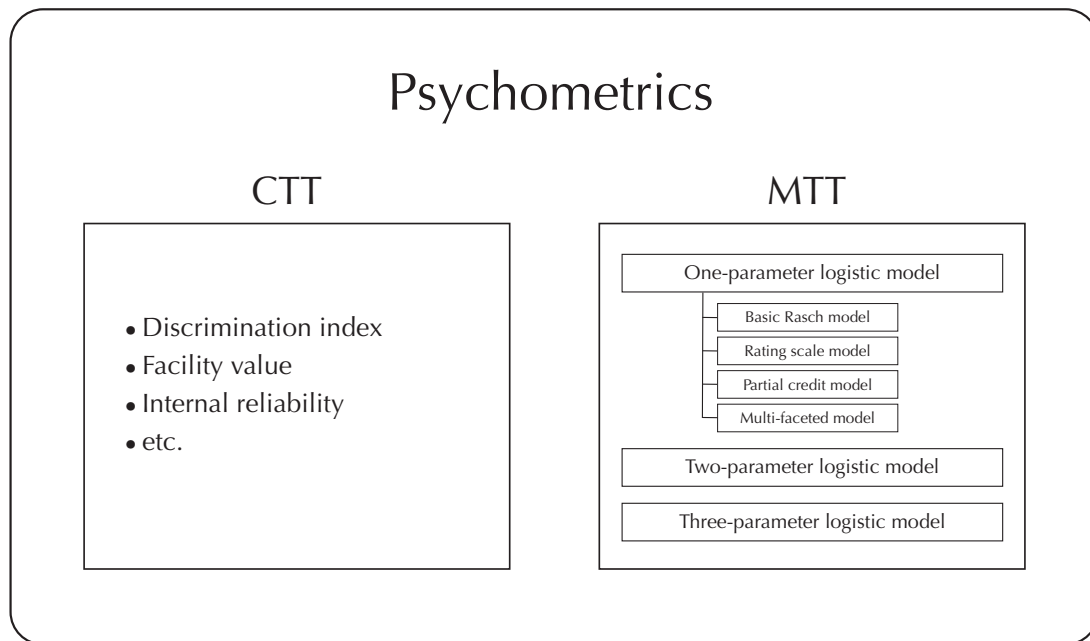 Psychometrics
CTT
• Discrimination index
• Facility value
• Internal reliability
• etc.
MTT
One-parameter logistic model
Basic Rasch model
Rating scale model
Partial credit model
Multi-faceted model
Two-parameter logistic model
Three-parameter logistic model